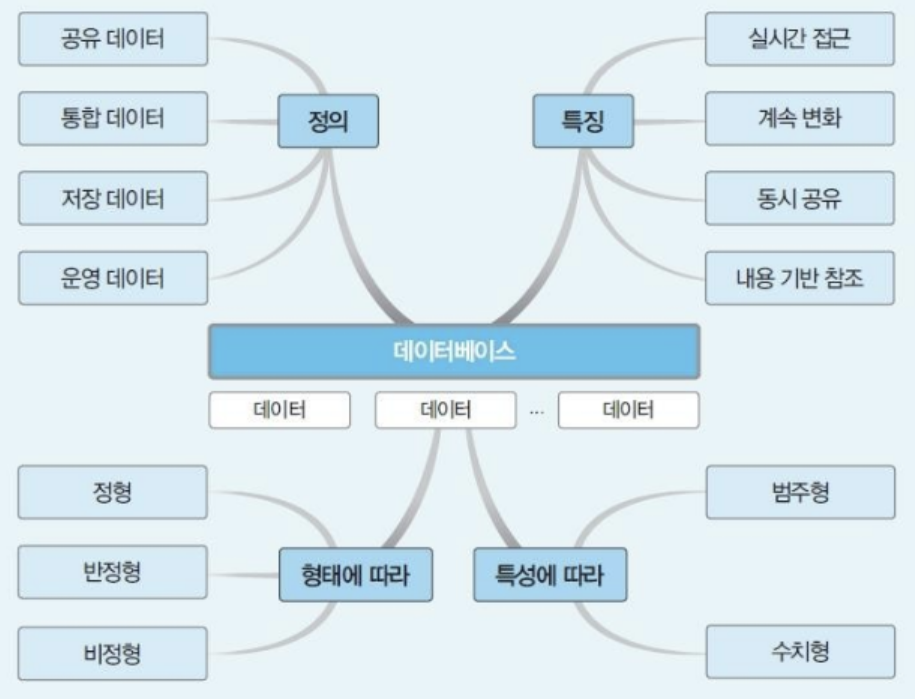 공유 데이터
통합 데이터
저장 데이터
운영 데이터
정의
특징
실시간 접근
계속 변화
동시 공유
내용 기반 참조
데이터베이스
데이터
데이터
...
데이터
정형
반정형
비정형
형태에 따라
특성에 따라
범주형
수치형